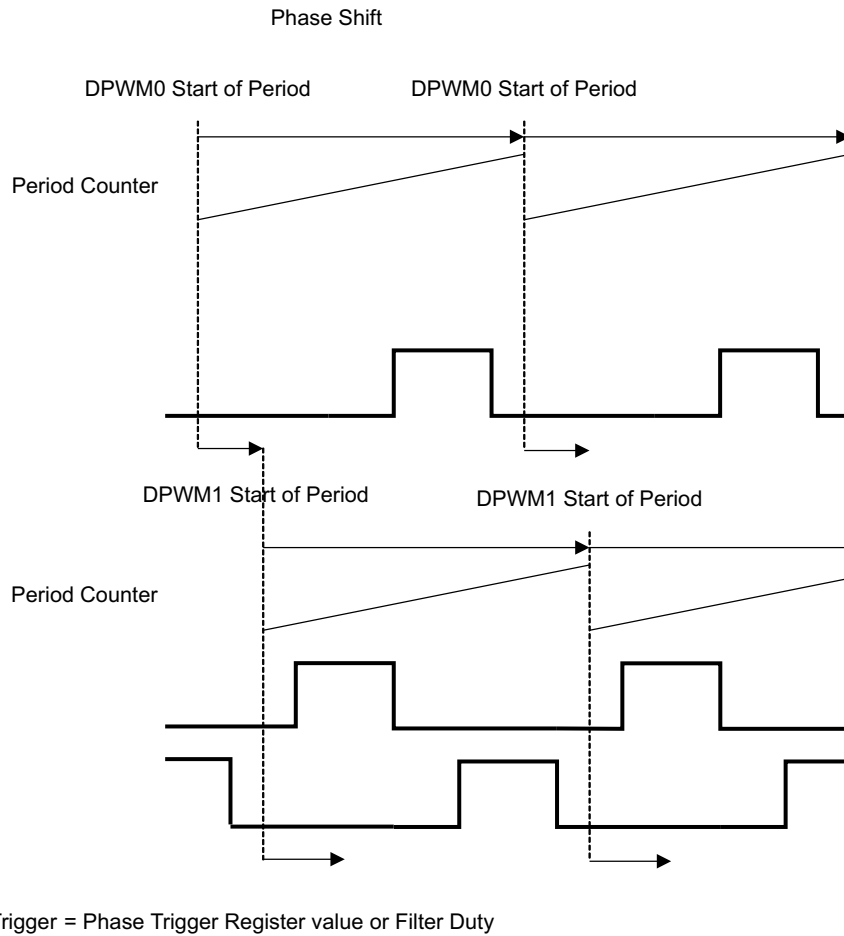 Phase Shift
DPWM0 Start of Period
DPWM0 Start of Period
Period Counter
DPWM1 Start of Period
DPWM1 Start of Period
Period Counter
rigger = Phase Trigger Register value or Filter Duty